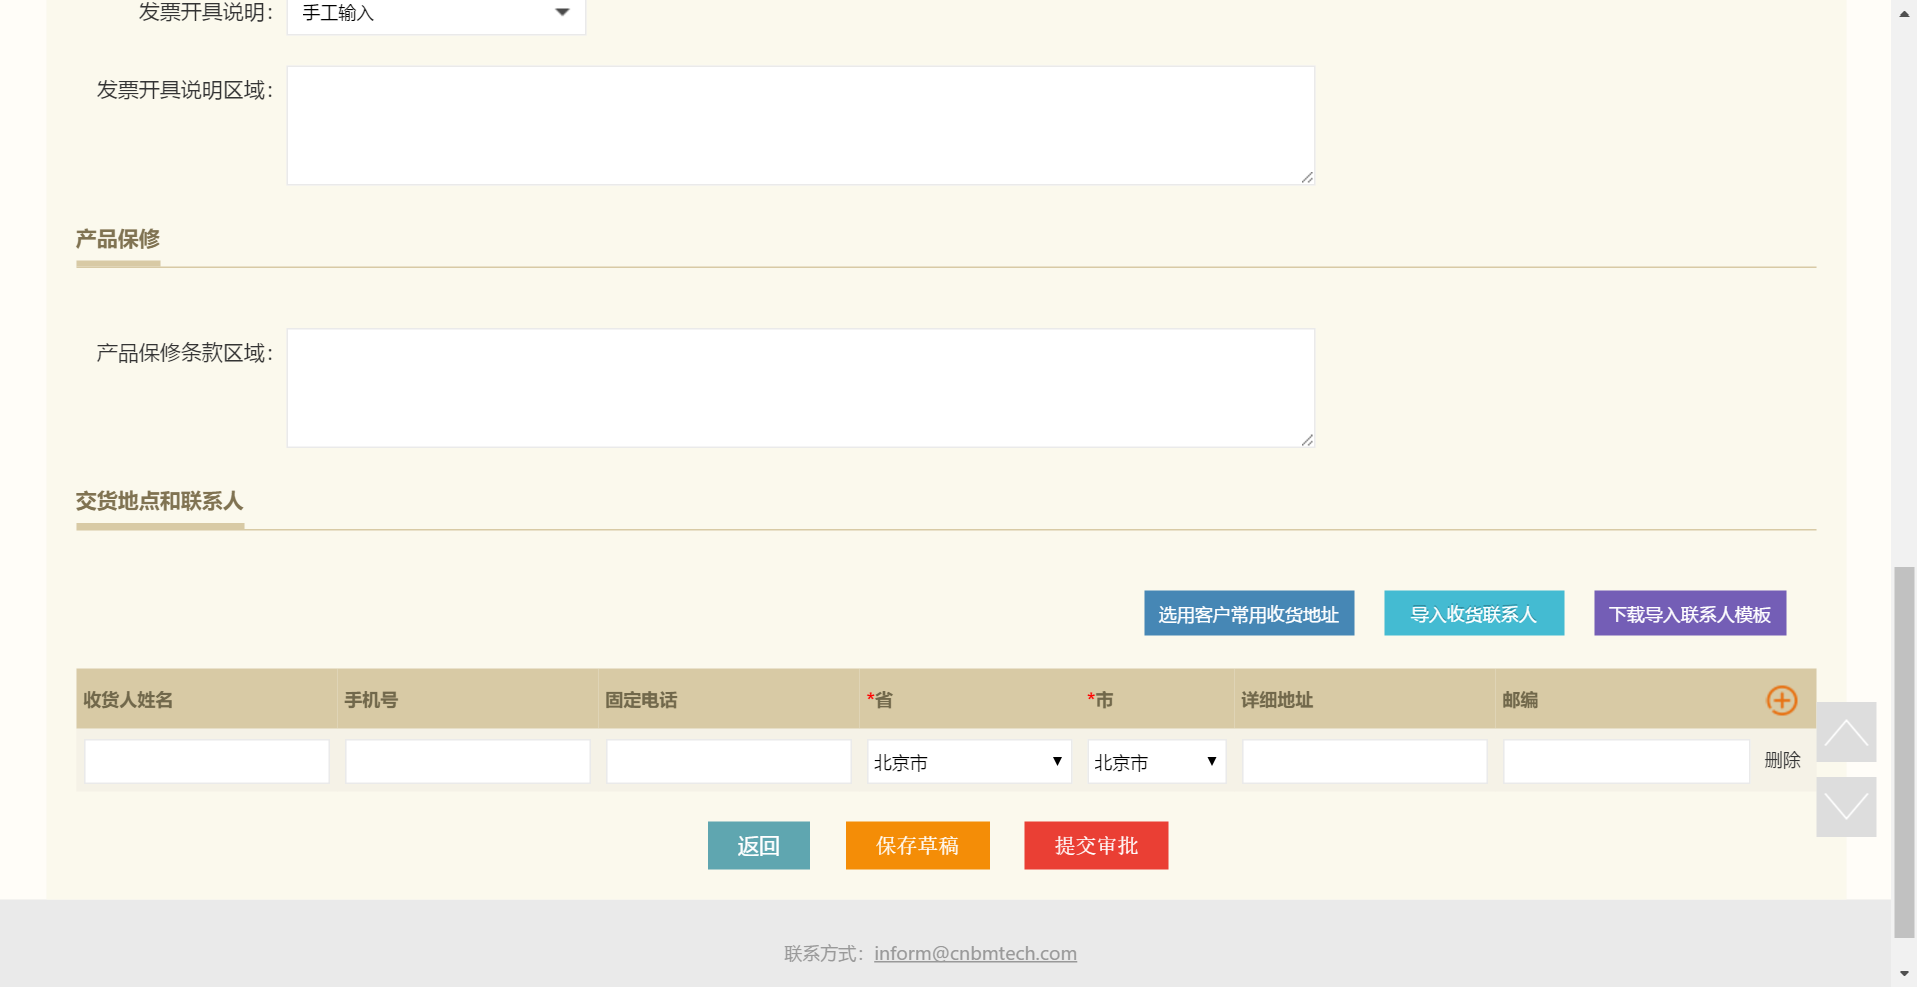 发票开具说明：
手工输入
发票开具说明区域：
产品保修
产品保修条款区域：
交货地点和联系人
选用客户常用收货地址
导入收货联系人
下载导入联系人模板
收货人姓名 手机号 固定电话 *省 *市 详细地址 邮编
北京市 北京市 删除
返回 保存草稿 提交审批
联系方式：inform@cnbmtech.com